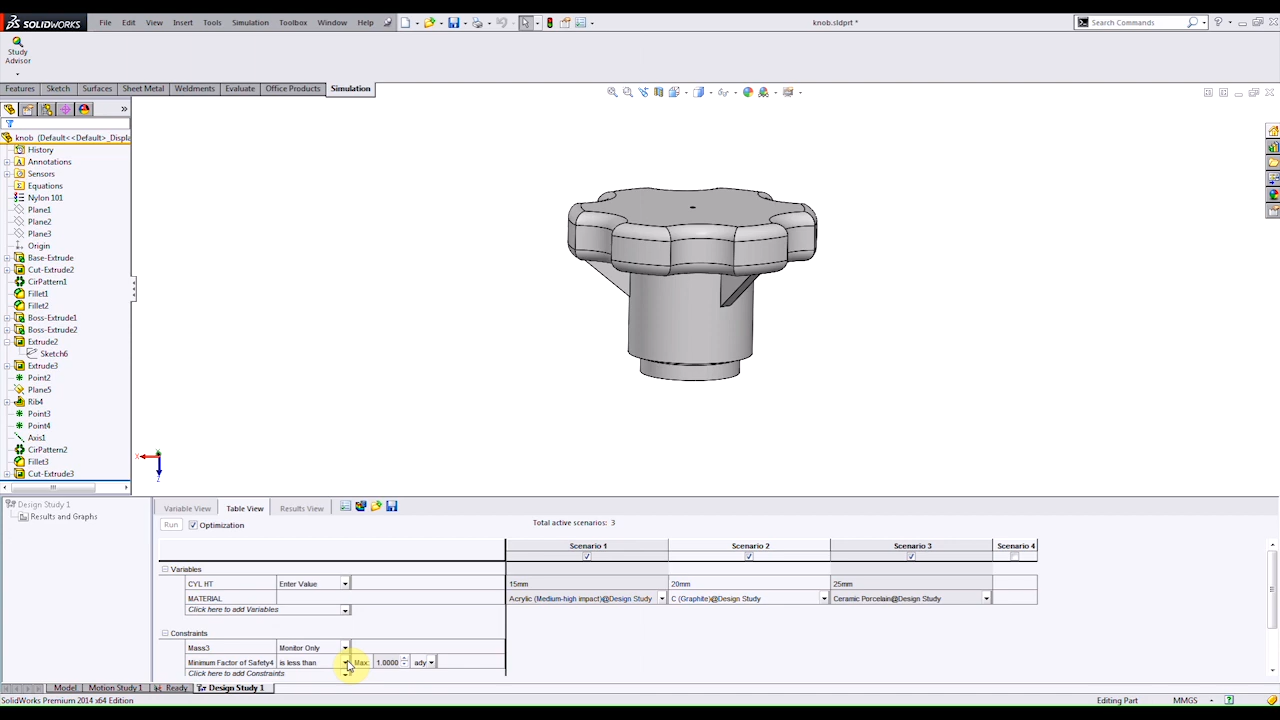 SOLIDWORKS File Edit View Insert Tools Simulation Toolbox Window Help knob.sldprt * Search Commands
Study
Advisor
Features Sketch Surfaces Sheet Metal Weldments Evaluate Office Products Simulation
knob (Default<<Default>_Displa
History
Annotations
Sensors
Equations
Nylon 101
Plane1
Plane2
Plane3
Origin
Base-Extrude
Cut-Extrude2
CirPattern1
Fillet1
Fillet2
Boss-Extrude1
Boss-Extrude2
Extrude2
Sketch6
Extrude3
Point2
Plane5
Rib4
Point3
Point4
Axis1
CirPattern2
Fillet3
Cut-Extrude3
Design Study 1
Results and Graphs
Variable View Table View Results View
Run Optimization Total active scenarios: 3
Scenario 1 Scenario 2 Scenario 3 Scenario 4
Variables
CYL HT Enter Value 15mm 20mm 25mm
MATERIAL Acrylic (Medium-high impact)@Design Study C (Graphite)@Design Study Ceramic Porcelain@Design Study
Click here to add Variables
Constraints
Mass3 Monitor Only
Minimum Factor of Safety4 is less than Max: 1.0000 ady
Click here to add Constraints
Model Motion Study 1 Ready Design Study 1
SolidWorks Premium 2014 x64 Edition Editing Part MMGS